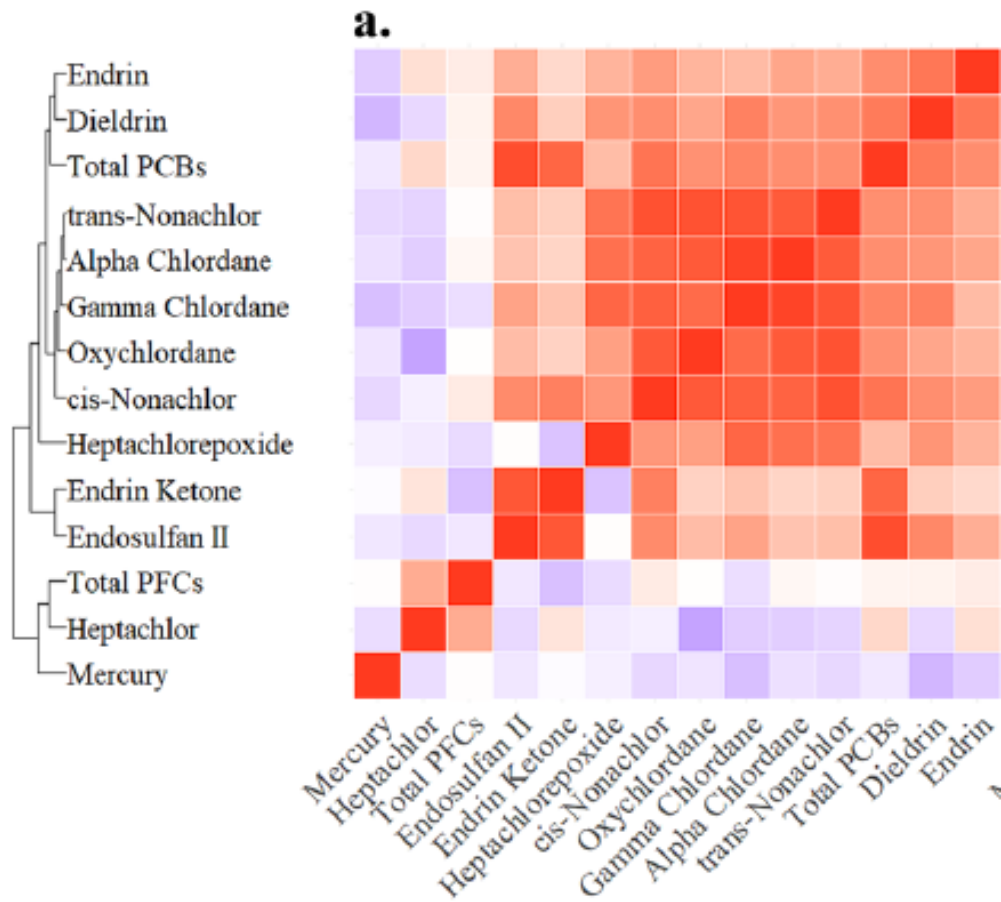 a.
Endrin
Dieldrin
Total PCBs
trans-Nonachlor
Alpha Chlordane
Gamma Chlordane
Oxychlordane
cis-Nonachlor
Heptachlorepoxide
Endrin Ketone
Endosulfan II
Total PFCs
Heptachlor
Mercury
Mercury
Heptachlor
Total PFCs
Endosulfan II
Endrin Ketone
Heptachlorepoxide
cis-Nonachlor
Oxychlordane
Gamma Chlordane
Alpha Chlordane
trans-Nonachlor
Total PCBs
Dieldrin
Endrin